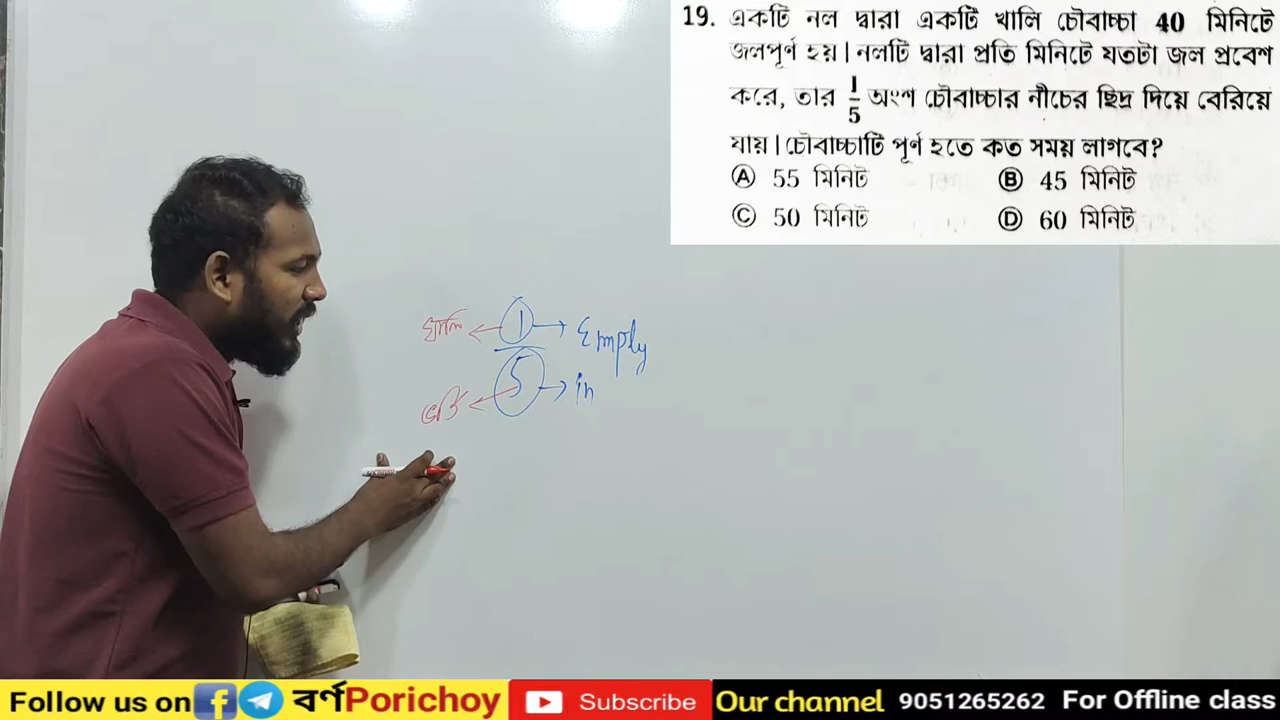 19. একটি নল দ্বারা একটি খালি চৌবাচ্চা 40 মিনিটে
জলপূর্ণ হয়। নলটি দ্বারা প্রতি মিনিটে যতটা জল প্রবেশ
করে, তার 1/5 অংশ চৌবাচ্চার নীচের ছিদ্র দিয়ে বেরিয়ে
যায়। চৌবাচ্চাটি পূর্ণ হতে কত সময় লাগবে?
Ⓐ 55 মিনিট Ⓑ 45 মিনিট
Ⓒ 50 মিনিট Ⓓ 60 মিনিট
খালি ← 1 → Empty
ভর্তি ← 5 → in
Follow us on বর্ণPorichoy Subscribe Our channel 9051265262 For Offline class